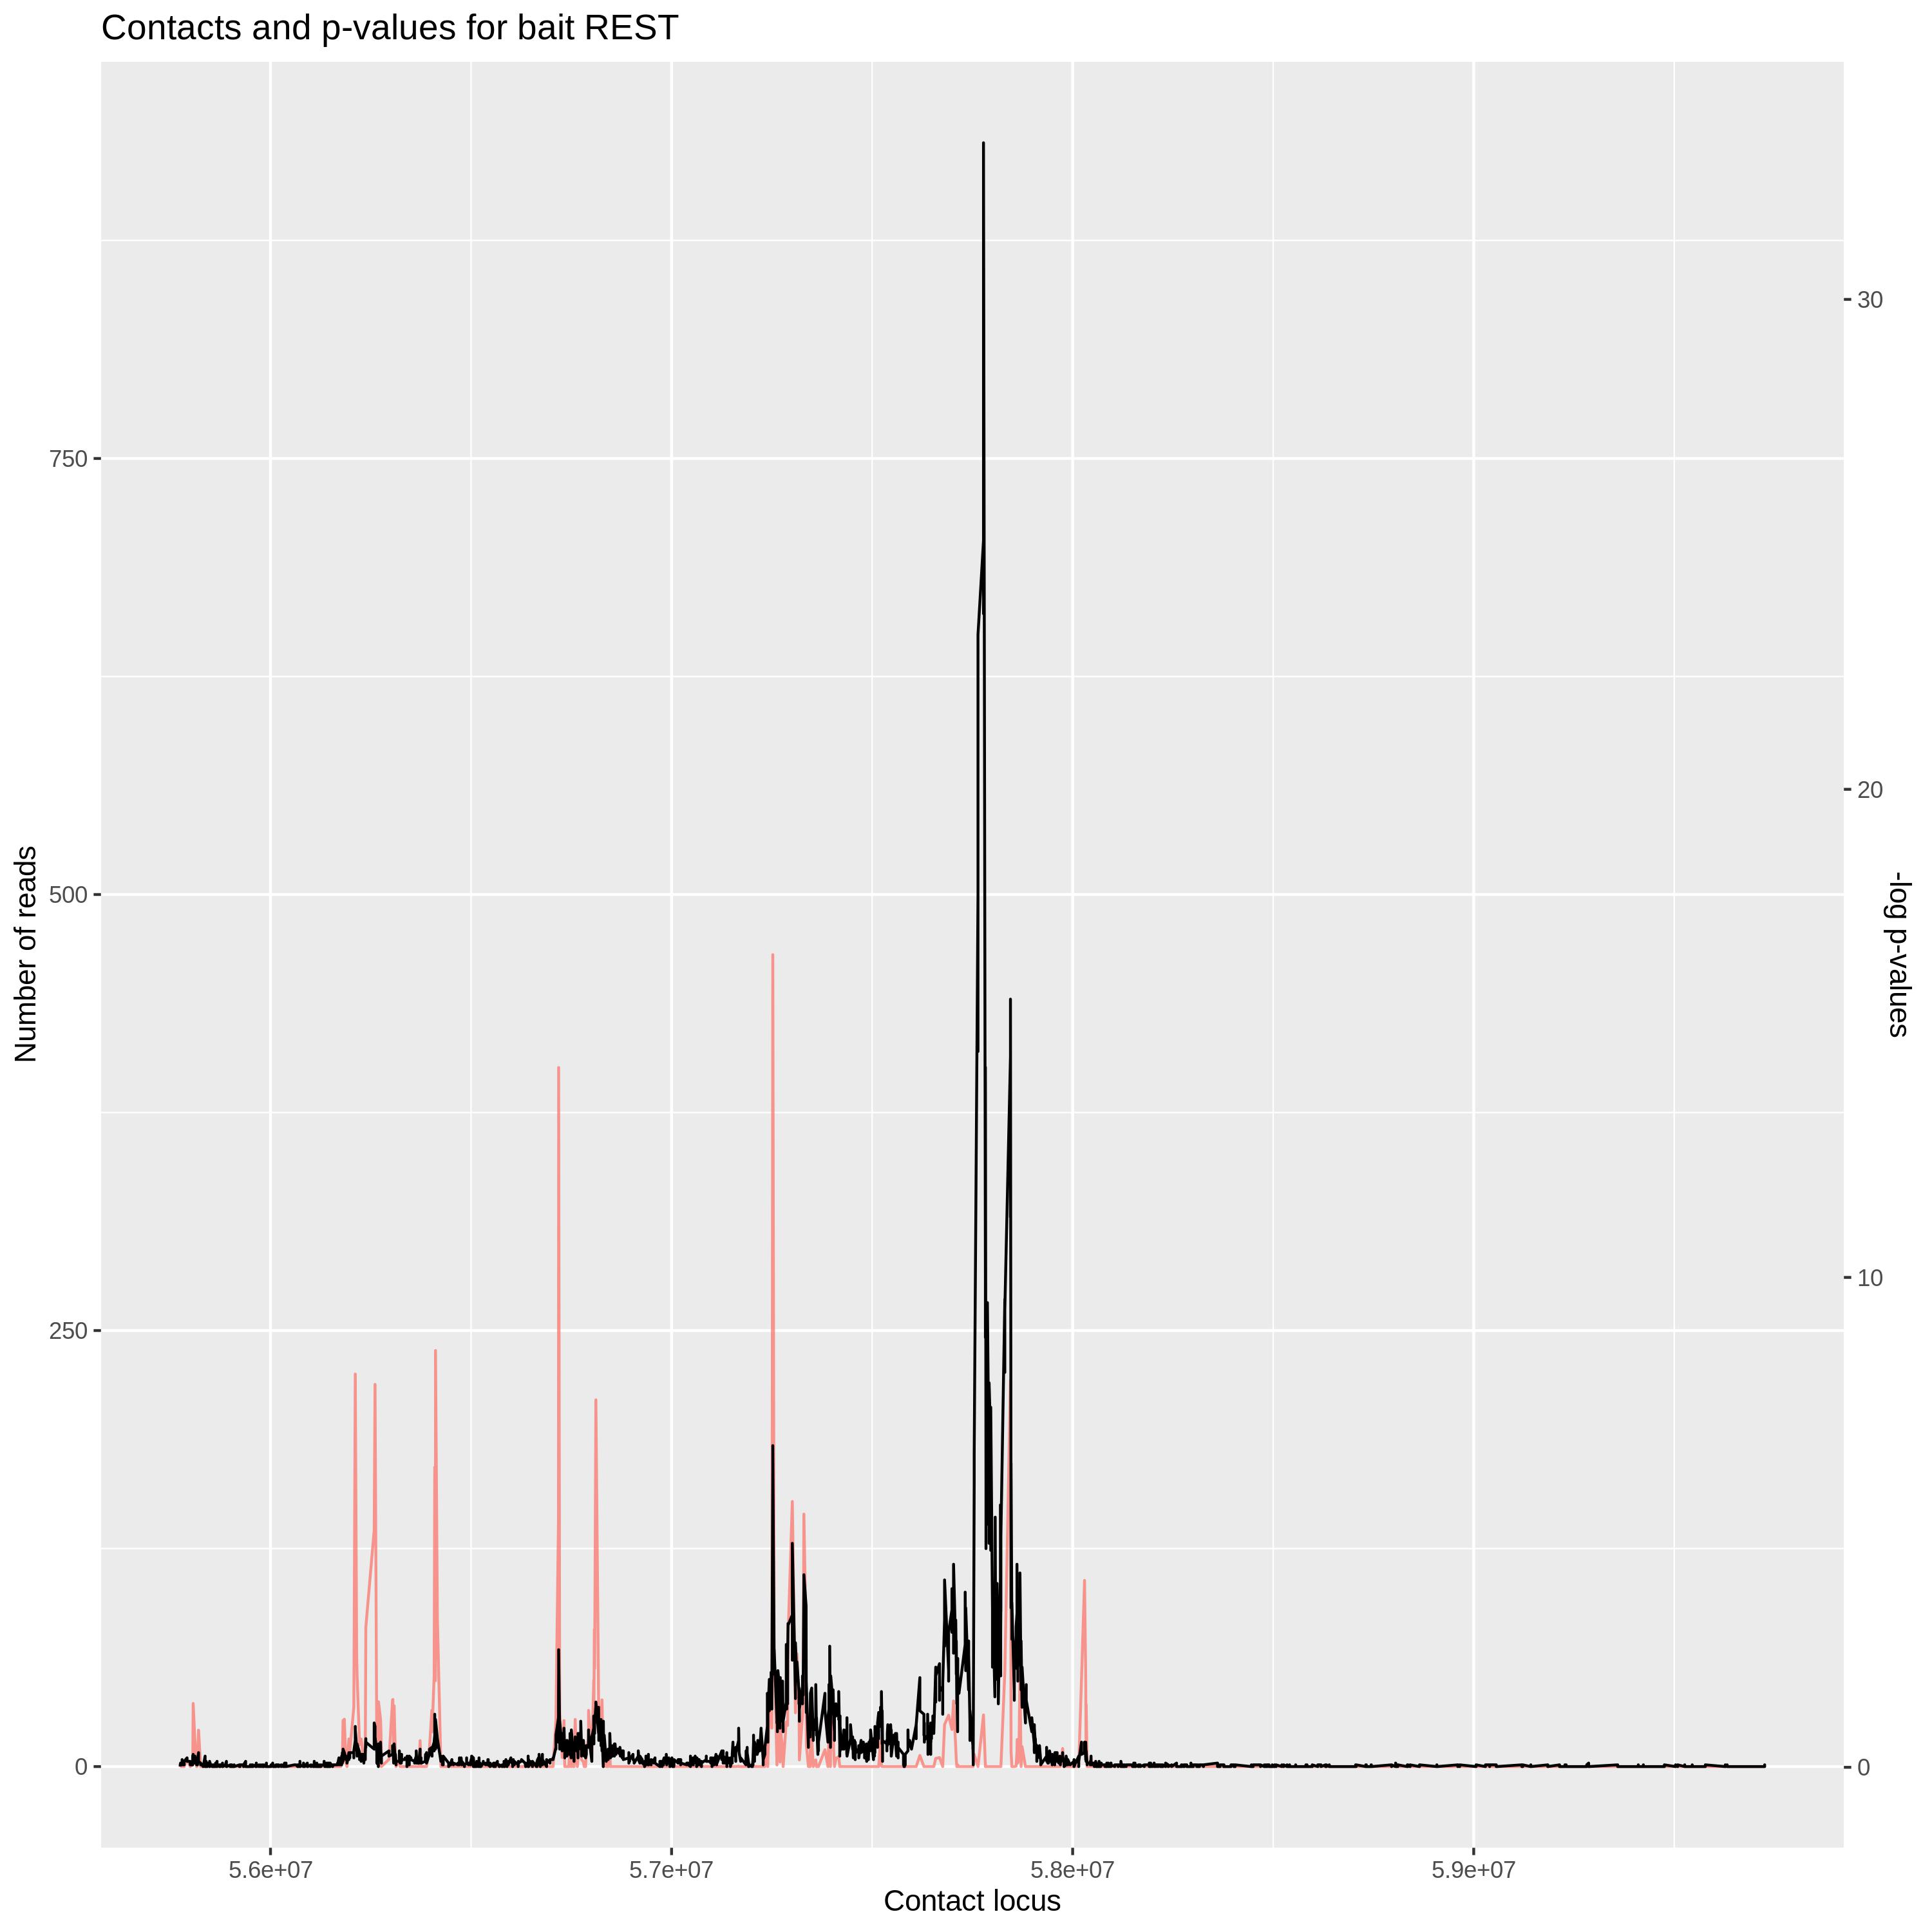 Contacts and p-values for bait REST
Number of reads
750
500
250
0
30
20
10
0
-log p-values
5.6e+07
5.7e+07
5.8e+07
5.9e+07
Contact locus